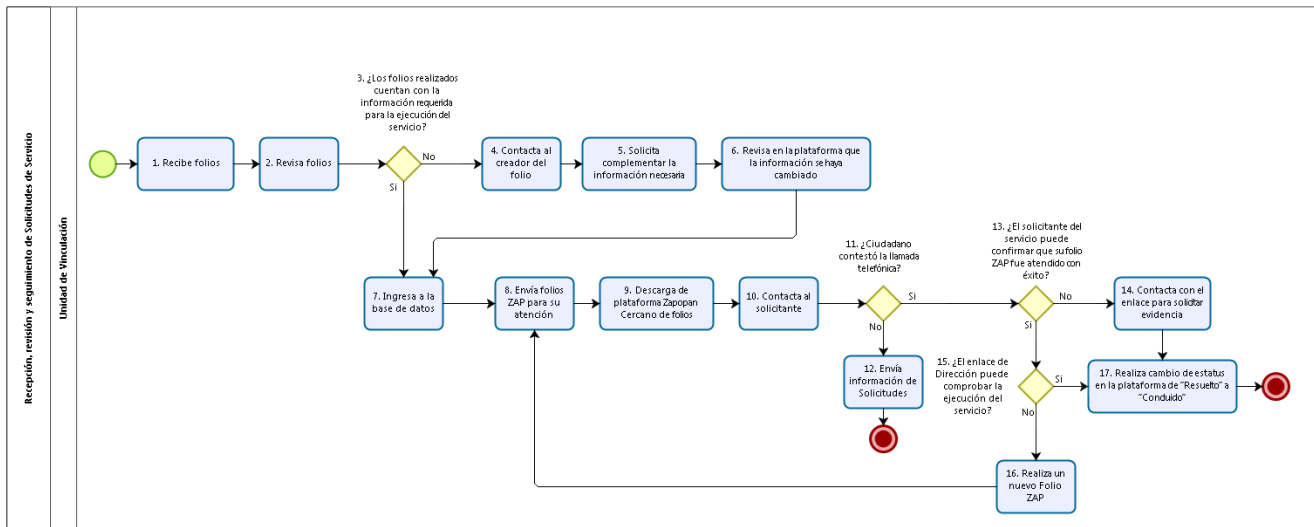 Recepción, revisión y seguimiento de Solicitudes de Servicio
Unidad de Vinculación
1. Recibe folios
2. Revisa folios
3. ¿Los folios realizados
cuentan con la
información requerida
para la ejecución del
servicio?
No
Si
4. Contacta al
creador del
folio
5. Solicita
complementar la
información necesaria
6. Revisa en la plataforma que
la información se haya
cambiado
7. Ingresa a la
base de datos
8. Envía folios
ZAP para su
atención
9. Descarga de
plataforma Zapopan
Cercano de folios
10. Contacta al
solicitante
11. ¿Ciudadano
contestó la llamada
telefónica?
Si
No
12. Envía
información de
Solicitudes
13. ¿El solicitante del
servicio puede
confirmar que su folio
ZAP fue atendido con
éxito?
No
Si
14. Contacta con el
enlace para solicitar
evidencia
15. ¿El enlace de
Dirección puede
comprobar la
ejecución del
servicio?
Si
No
16. Realiza un
nuevo Folio
ZAP
17. Realiza cambio de estatus
en la plataforma de "Resuelto" a
"Conduido"